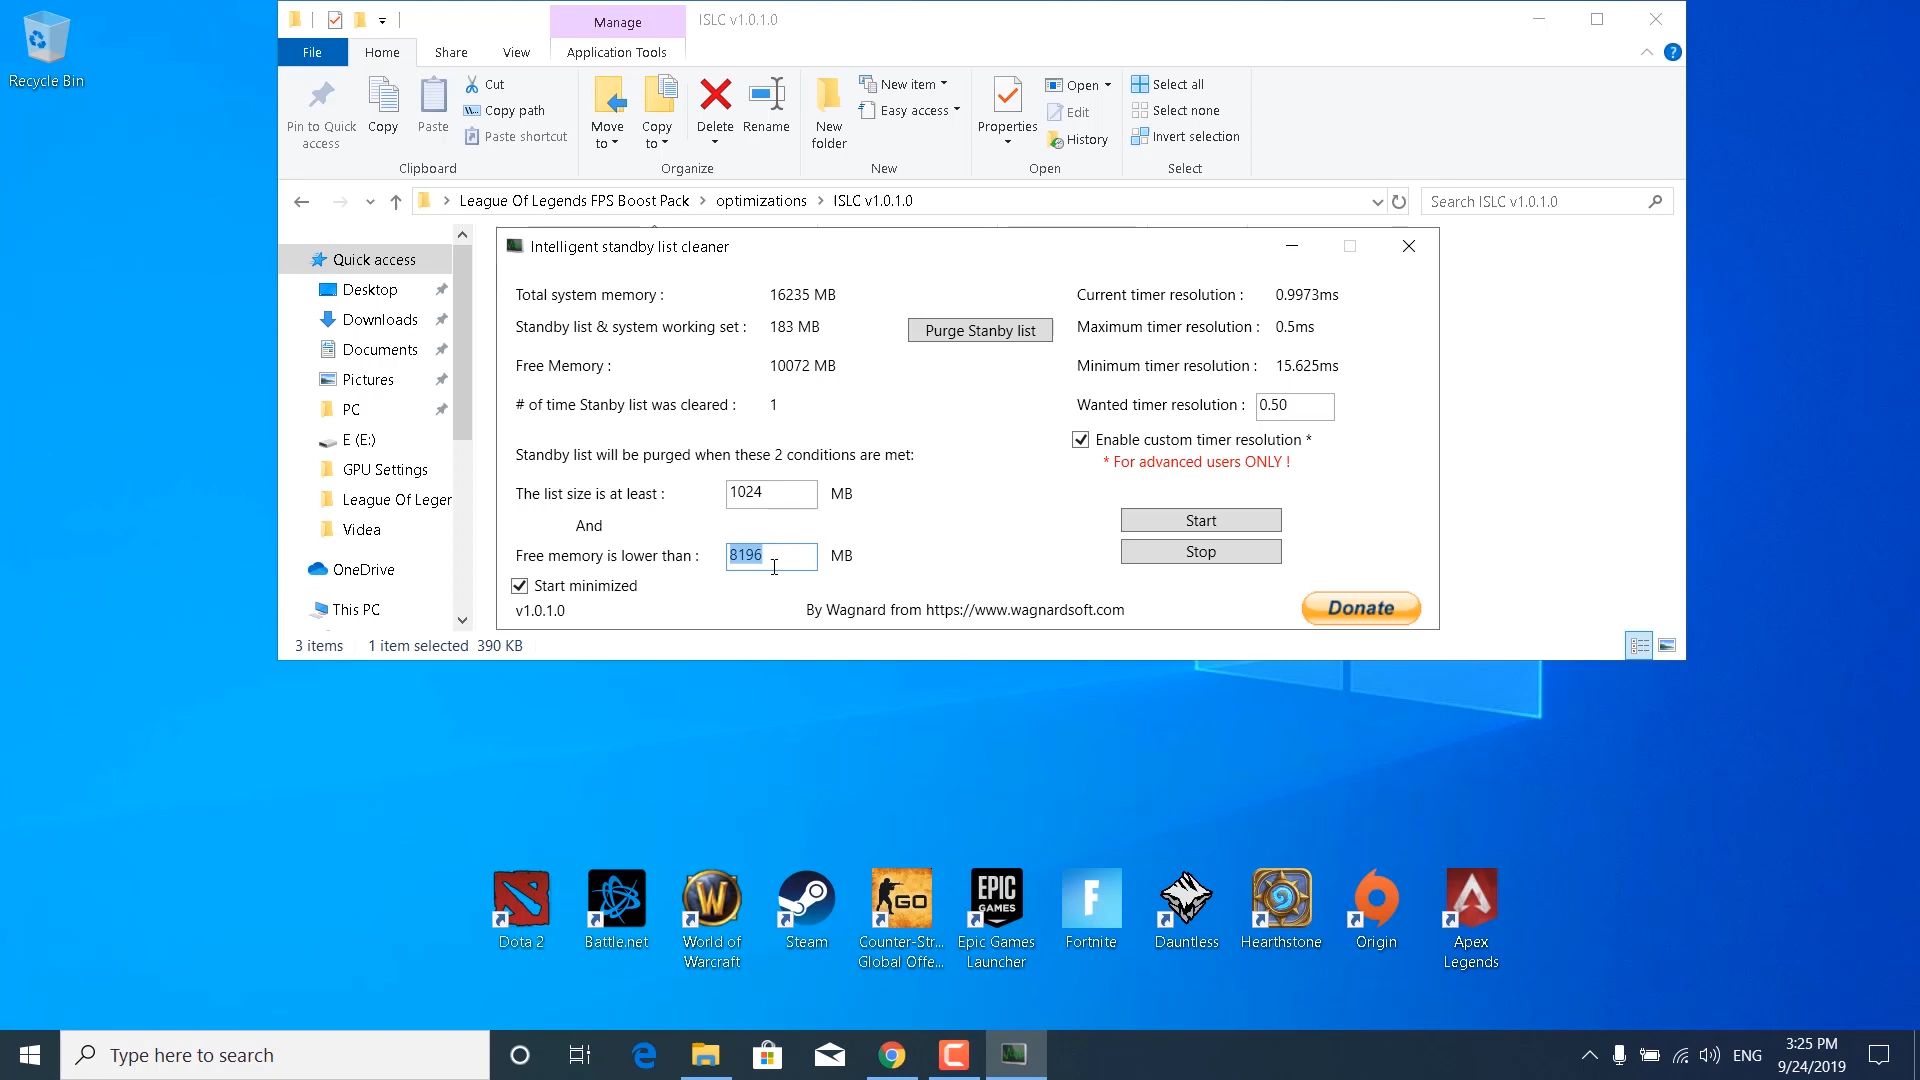 Recycle Bin
Manage
ISLC v1.0.1.0
File
Home
Share
View
Application Tools
Pin to Quick access
Copy
Paste
Cut
Copy path
Paste shortcut
Clipboard
Move to
Copy to
Delete
Rename
Organize
New folder
New item
Easy access
New
Properties
Open
Edit
History
Open
Select all
Select none
Invert selection
Select
League Of Legends FPS Boost Pack > optimizations > ISLC v1.0.1.0
Search ISLC v1.0.1.0
Quick access
Desktop
Downloads
Documents
Pictures
PC
E (E:)
GPU Settings
League Of Leger
Videa
OneDrive
This PC
3 items 1 item selected 390 KB
Intelligent standby list cleaner
Total system memory : 16235 MB
Standby list & system working set : 183 MB
Purge Stanby list
Free Memory : 10072 MB
# of time Stanby list was cleared : 1
Standby list will be purged when these 2 conditions are met:
The list size is at least : 1024 MB
And
Free memory is lower than : 8196 MB
Start minimized
v1.0.1.0
By Wagnard from https://www.wagnardsoft.com
Current timer resolution : 0.9973ms
Maximum timer resolution : 0.5ms
Minimum timer resolution : 15.625ms
Wanted timer resolution : 0.50
Enable custom timer resolution *
* For advanced users ONLY !
Start
Stop
Donate
Dota 2
Battle.net
World of Warcraft
Steam
GO
Counter-Str... Global Offe...
EPIC GAMES
Epic Games Launcher
F
Fortnite
Dauntless
Hearthstone
Origin
Apex Legends
Type here to search
ENG
3:25 PM
9/24/2019